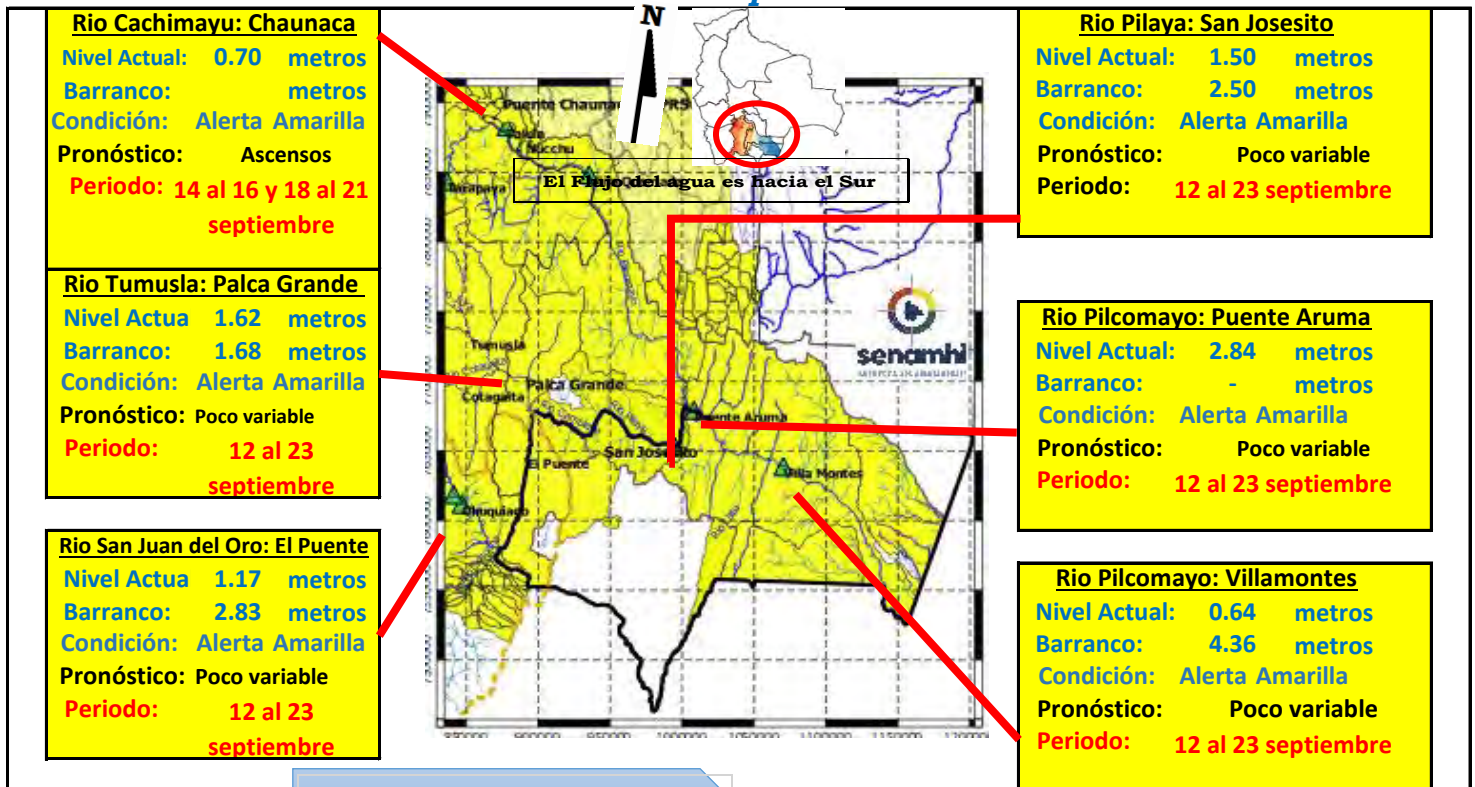 Rio Cachimayu: Chaunaca
Nivel Actual: 0.70 metros
Barranco: metros
Condición: Alerta Amarilla
Pronóstico: Ascensos
Periodo: 14 al 16 y 18 al 21
septiembre
Rio Tumusla: Palca Grande
Nivel Actua 1.62 metros
Barranco: 1.68 metros
Condición: Alerta Amarilla
Pronóstico: Poco variable
Periodo: 12 al 23
septiembre
Rio San Juan del Oro: El Puente
Nivel Actua 1.17 metros
Barranco: 2.83 metros
Condición: Alerta Amarilla
Pronóstico: Poco variable
Periodo: 12 al 23
septiembre
N
Puente Chauna
Nucchu
Tarapaya
El Flujo del agua es hacia el Sur
senamhi
Tumusla
Palca Grande
Cotagaita
Puente Aruma
San Josesito
El Puente
Villa Montes
Chuquiago
900000
1000000
1050000
1100000
1150000
Rio Pilaya: San Josesito
Nivel Actual: 1.50 metros
Barranco: 2.50 metros
Condición: Alerta Amarilla
Pronóstico: Poco variable
Periodo: 12 al 23 septiembre
Rio Pilcomayo: Puente Aruma
Nivel Actual: 2.84 metros
Barranco: - metros
Condición: Alerta Amarilla
Pronóstico: Poco variable
Periodo: 12 al 23 septiembre
Rio Pilcomayo: Villamontes
Nivel Actual: 0.64 metros
Barranco: 4.36 metros
Condición: Alerta Amarilla
Pronóstico: Poco variable
Periodo: 12 al 23 septiembre